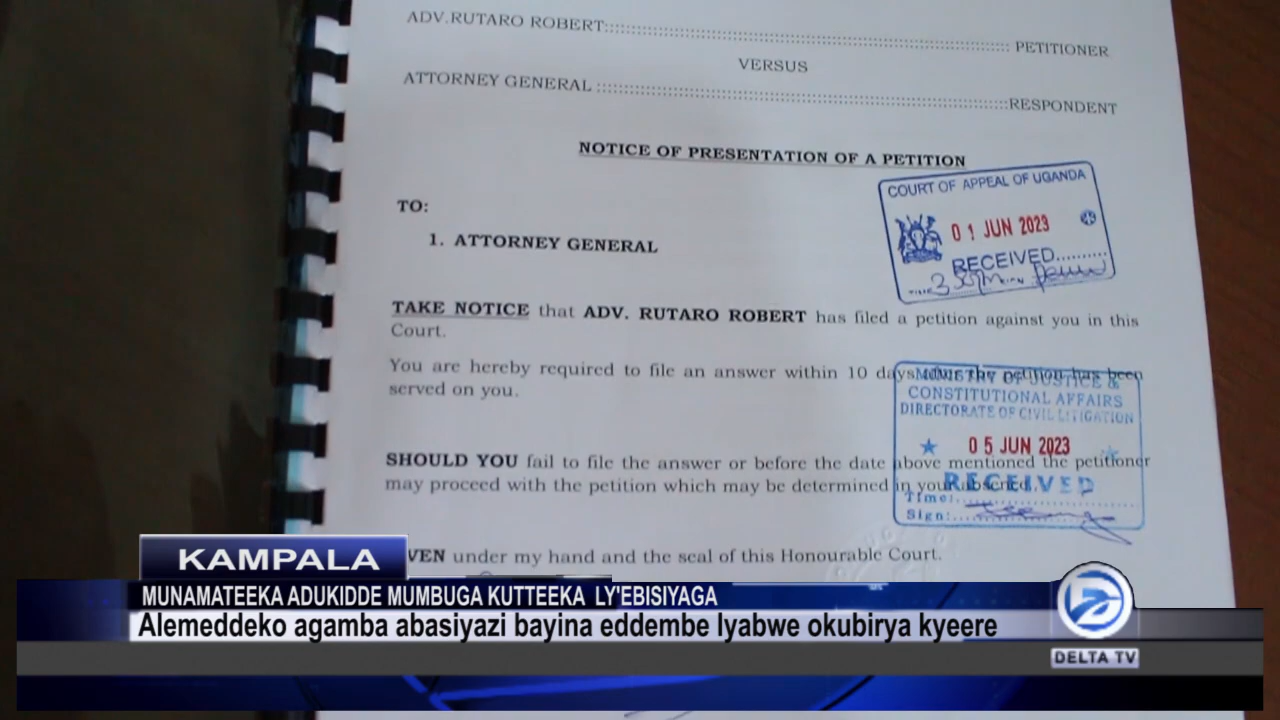 ADV.RUTARO ROBERT:::::::::::::::::::::::::::::::::::::::::::::::::::::::::: PETITIONER
VERSUS
ATTORNEY GENERAL ::::::::::::::::::::::::::::::::::::::::::::::::::::::::::RESPONDENT
NOTICE OF PRESENTATION OF A PETITION
COURT OF APPEAL OF UGANDA
01 JUN 2023
RECEIVED..........
TO:
1. ATTORNEY GENERAL
TAKE NOTICE that ADV. RUTARO ROBERT has filed a petition against you in this
Court.
You are hereby required to file an answer within 10 days after the petition has been
served on you.
MINISTRY OF JUSTICE &
CONSTITUTIONAL AFFAIRS
DIRECTORATE OF CIVIL LITIGATION
05 JUN 2023
RECEIVED
Time:
Sign:
SHOULD YOU fail to file the answer or before the date above mentioned the petitioner
may proceed with the petition which may be determined in your
VEN under my hand and the seal of this Honourable Court.
KAMPALA
MUNAMATEEKA ADUKIDDE MUMBUGA KUTTEEKA LY'EBISIYAGA
Alemeddeko agamba abasiyazi bayina eddembe lyabwe okubirya kyeere
DELTA TV